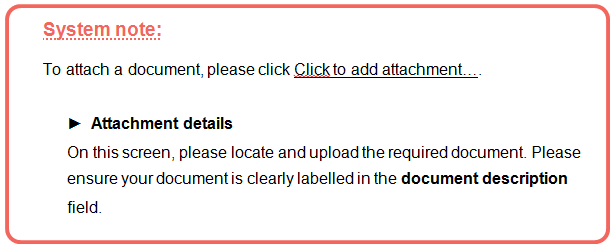 System note:
To attach a document, please click Click to add attachment….
► Attachment details
On this screen, please locate and upload the required document. Please
ensure your document is clearly labelled in the document description
field.